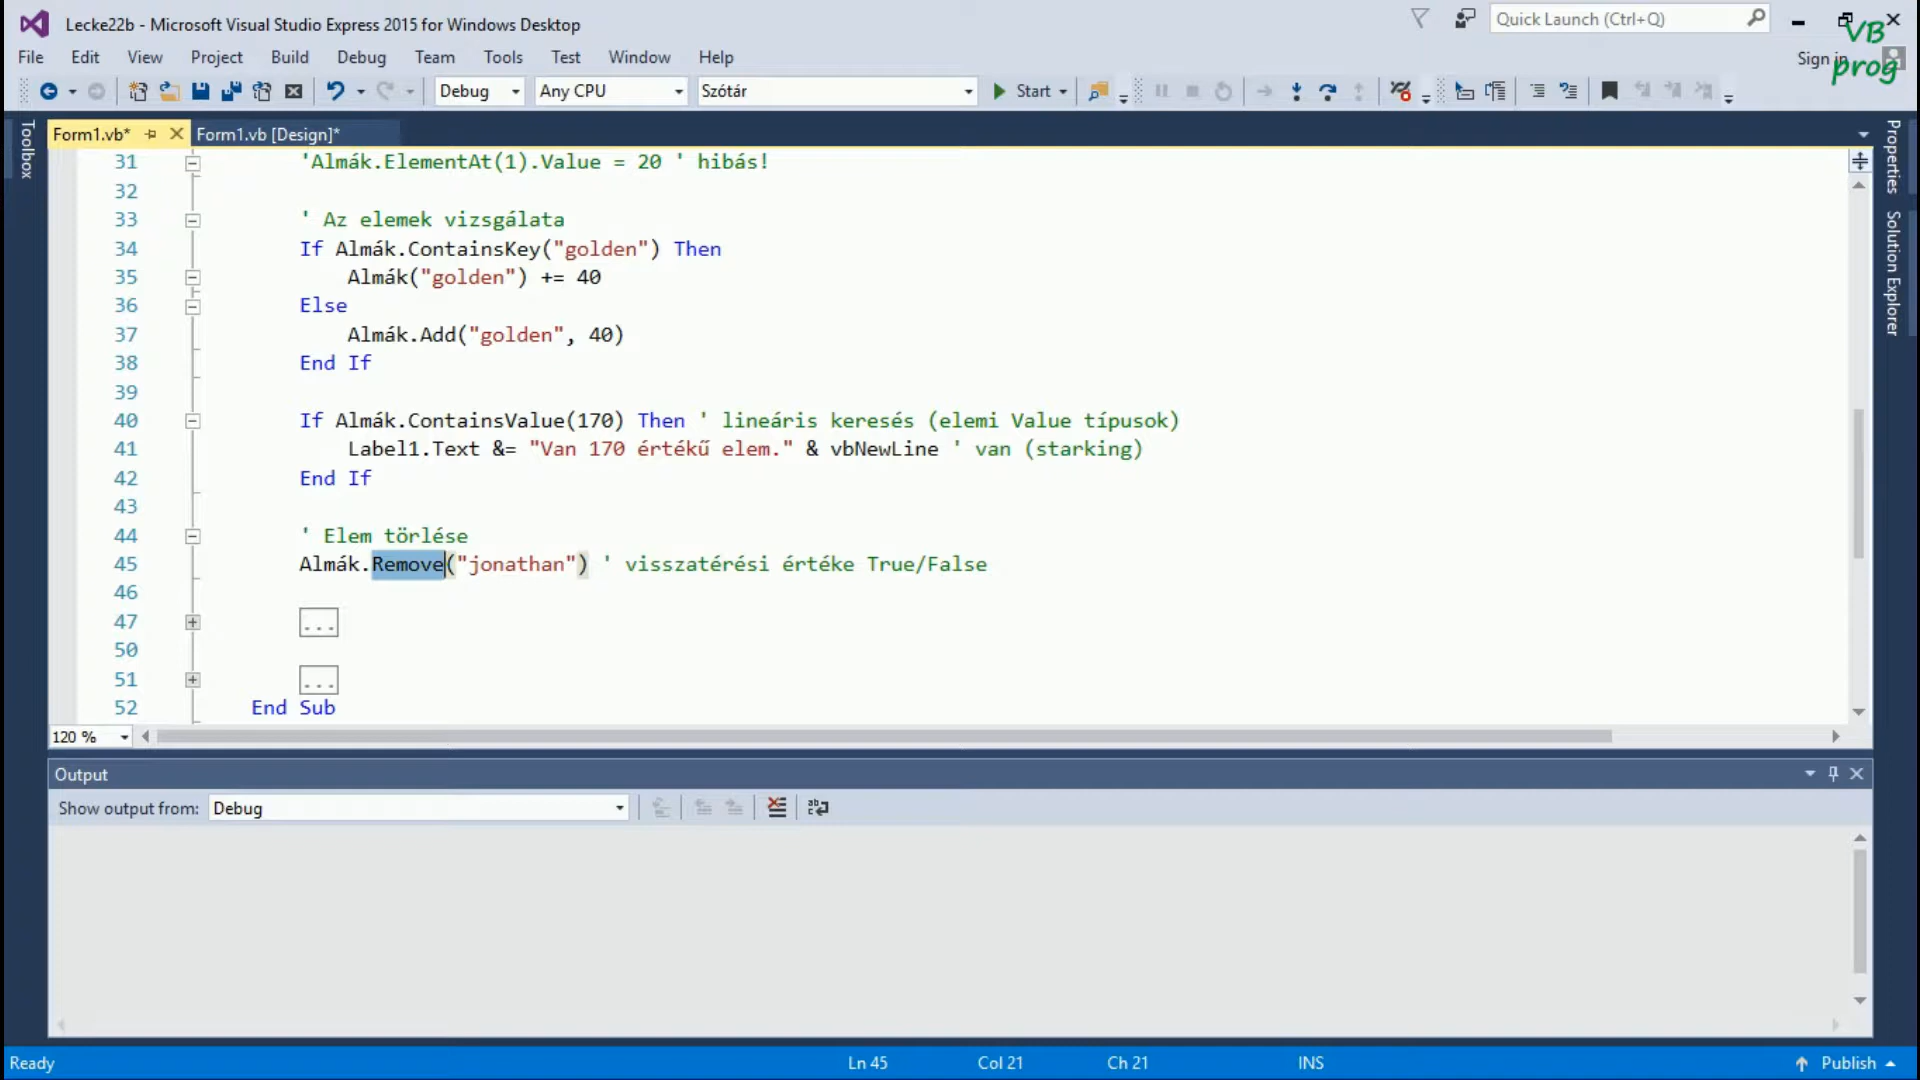 Lecke22b - Microsoft Visual Studio Express 2015 for Windows Desktop
Quick Launch (Ctrl+Q)
VB
prog
File Edit View Project Build Debug Team Tools Test Window Help
Sign in
Debug Any CPU Szótár Start
Toolbox
Form1.vb* Form1.vb [Design]*
Properties
Solution Explorer
31 'Almák.ElementAt(1).Value = 20 ' hibás!
32
33 ' Az elemek vizsgálata
34 If Almák.ContainsKey("golden") Then
35 Almák("golden") += 40
36 Else
37 Almák.Add("golden", 40)
38 End If
39
40 If Almák.ContainsValue(170) Then ' lineáris keresés (elemi Value típusok)
41 Label1.Text &= "Van 170 értékű elem." & vbNewLine ' van (starking)
42 End If
43
44 ' Elem törlése
45 Almák.Remove("jonathan") ' visszatérési értéke True/False
46
47 ...
50
51 ...
52 End Sub
120 %
Output
Show output from: Debug
Ready Ln 45 Col 21 Ch 21 INS Publish